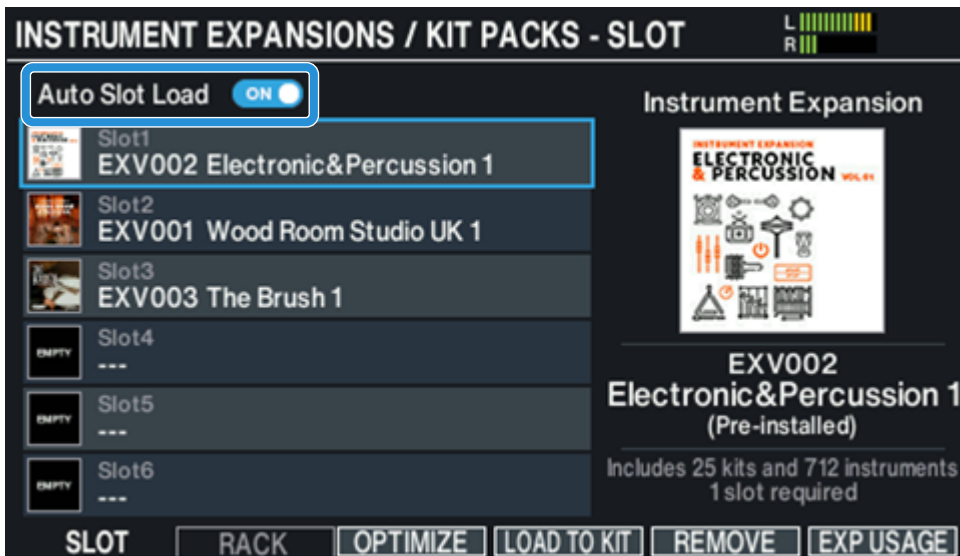 INSTRUMENT EXPANSIONS / KIT PACKS - SLOT
L
R
Auto Slot Load ON
Slot1
EXV002 Electronic&Percussion 1
Slot2
EXV001 Wood Room Studio UK 1
Slot3
EXV003 The Brush 1
EMPTY
Slot4
---
EMPTY
Slot5
---
EMPTY
Slot6
---
Instrument Expansion
INSTRUMENT EXPANSION
ELECTRONIC
& PERCUSSION VOL 01
EXV002
Electronic&Percussion 1
(Pre-installed)
Includes 25 kits and 712 instruments
1 slot required
SLOT RACK OPTIMIZE LOAD TO KIT REMOVE EXP USAGE